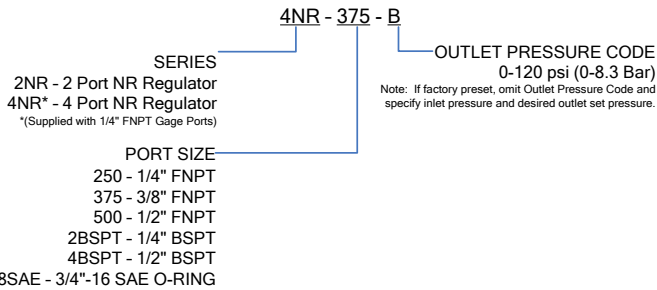 4NR - 375 - B
SERIES
2NR - 2 Port NR Regulator
4NR* - 4 Port NR Regulator
*(Supplied with 1/4" FNPT Gage Ports)
OUTLET PRESSURE CODE
0-120 psi (0-8.3 Bar)
Note: If factory preset, omit Outlet Pressure Code and
specify inlet pressure and desired outlet set pressure.
PORT SIZE
250 - 1/4" FNPT
375 - 3/8" FNPT
500 - 1/2" FNPT
2BSPT - 1/4" BSPT
4BSPT - 1/2" BSPT
8SAE - 3/4"-16 SAE O-RING